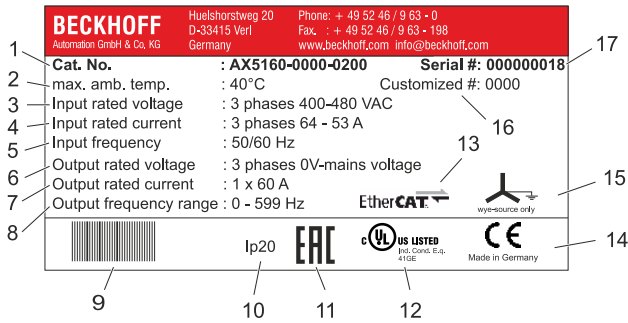 BECKHOFF
Automation GmbH & Co, KG
Huelshorstweg 20
D-33415 Verl
Germany
Phone: + 49 52 46 / 9 63 - 0
Fax. : + 49 52 46 / 9 63 - 198
www.beckhoff.com info@beckhoff.com
1 Cat. No. : AX5160-0000-0200 Serial #: 000000018 17
2 max. amb. temp. : 40°C Customized #: 0000 16
3 Input rated voltage : 3 phases 400-480 VAC
4 Input rated current : 3 phases 64 - 53 A
5 Input frequency : 50/60 Hz 13
6 Output rated voltage : 3 phases 0V-mains voltage
7 Output rated current : 1 x 60 A
8 Output frequency range : 0 - 599 Hz
EtherCAT
wye-source only 15
Ip20
EAC
c UL US LISTED
Ind. Cond. E.q.
41GE
CE
Made in Germany 14
9 10 11 12